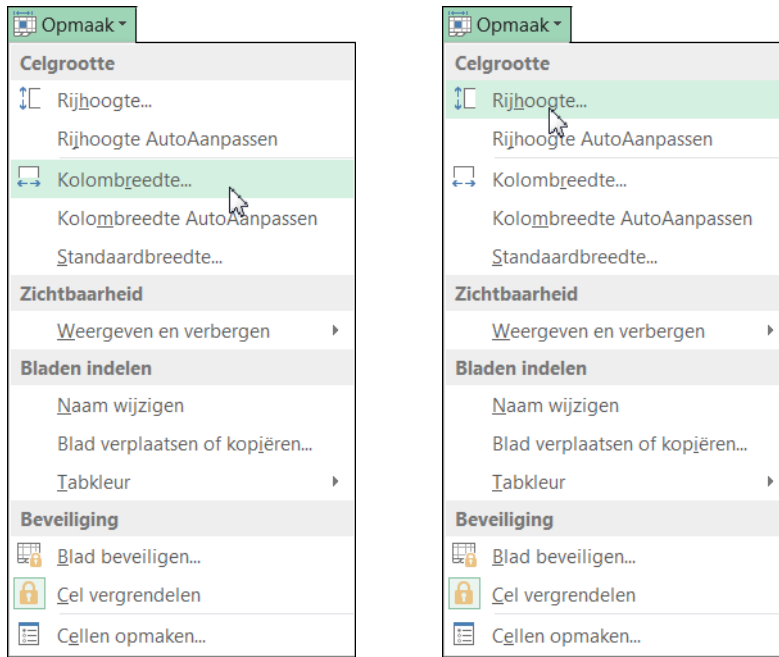 Opmaak
Celgrootte
Rijhoogte...
Rijhoogte AutoAanpassen
Kolombreedte...
Kolombreedte AutoAanpassen
Standaardbreedte...
Zichtbaarheid
Weergeven en verbergen
Bladen indelen
Naam wijzigen
Blad verplaatsen of kopiëren...
Tabkleur
Beveiliging
Blad beveiligen...
Cel vergrendelen
Cellen opmaken...
Opmaak
Celgrootte
Rijhoogte...
Rijhoogte AutoAanpassen
Kolombreedte...
Kolombreedte AutoAanpassen
Standaardbreedte...
Zichtbaarheid
Weergeven en verbergen
Bladen indelen
Naam wijzigen
Blad verplaatsen of kopiëren...
Tabkleur
Beveiliging
Blad beveiligen...
Cel vergrendelen
Cellen opmaken...